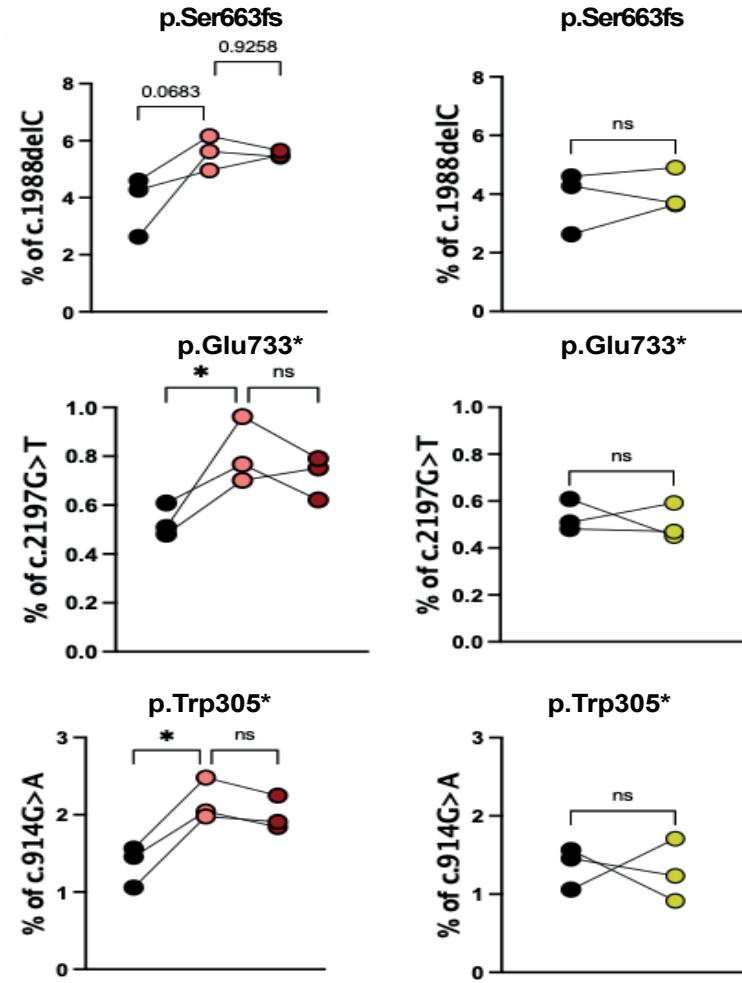 p.Ser663fs
0.9258
0.0683
% of c.1988delC
8
6
4
2
0
p.Ser663fs
ns
% of c.1988delC
8
6
4
2
0
p.Glu733*
* ns
% of c.2197G>T
1.0
0.8
0.6
0.4
0.2
0.0
p.Glu733*
ns
% of c.2197G>T
1.0
0.8
0.6
0.4
0.2
0.0
p.Trp305*
* ns
% of c.914G>A
3
2
1
0
p.Trp305*
ns
% of c.914G>A
3
2
1
0